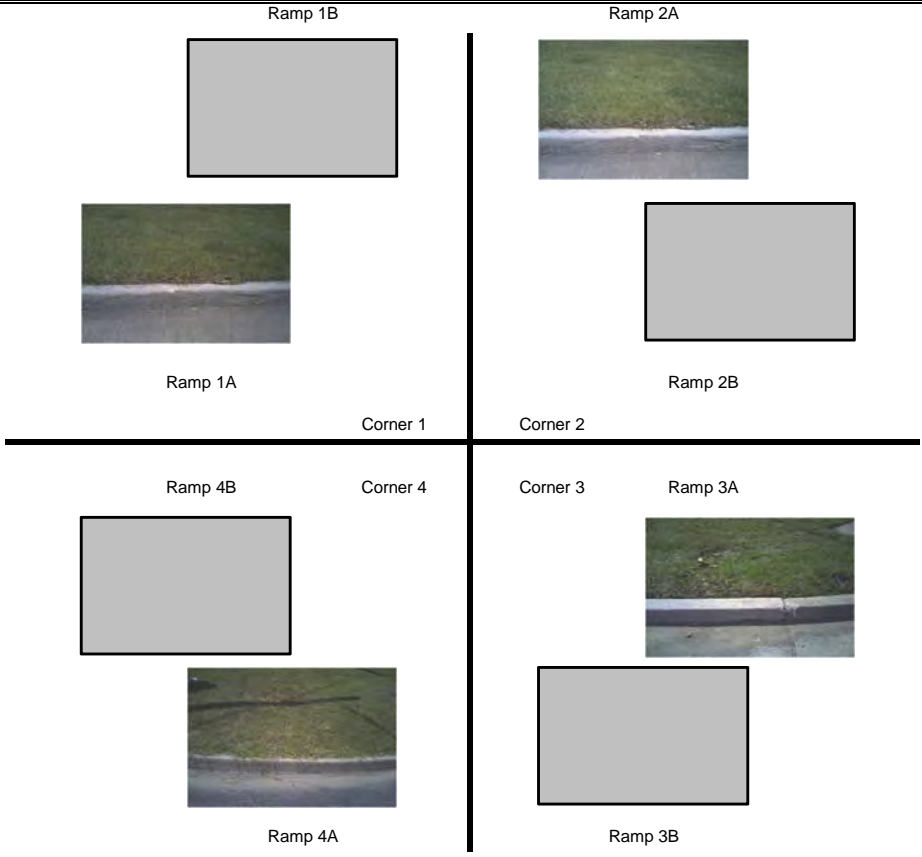 Ramp 1B Ramp 2A
Ramp 1A Ramp 2B
Corner 1 Corner 2
Ramp 4B Corner 4 Corner 3 Ramp 3A
Ramp 4A Ramp 3B